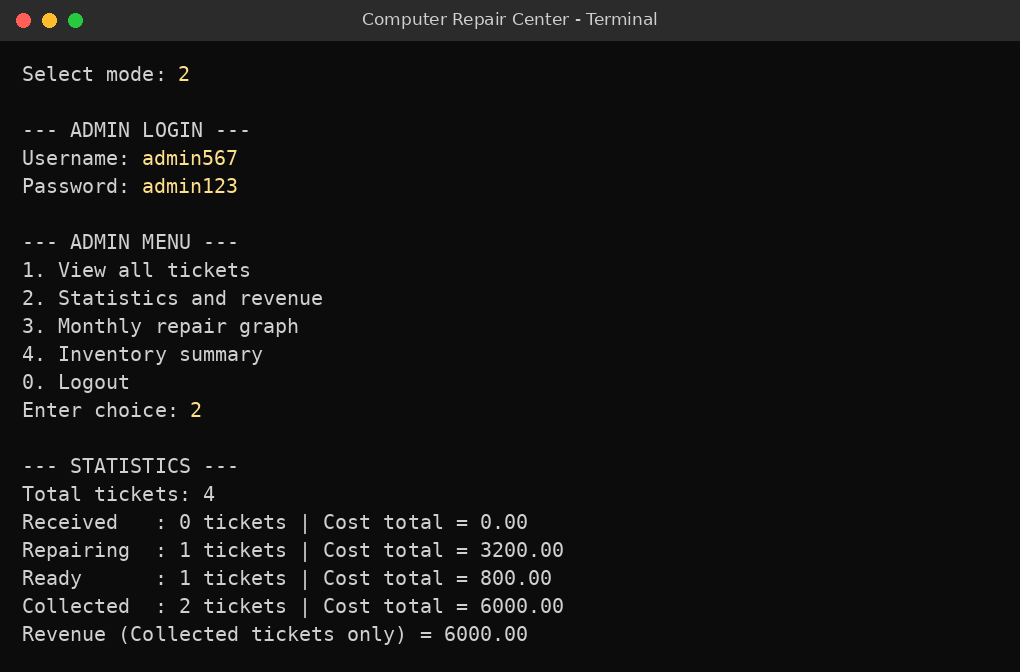 Computer Repair Center - Terminal
Select mode: 2
--- ADMIN LOGIN ---
Username: admin567
Password: admin123
--- ADMIN MENU ---
1. View all tickets
2. Statistics and revenue
3. Monthly repair graph
4. Inventory summary
0. Logout
Enter choice: 2
--- STATISTICS ---
Total tickets: 4
Received   : 0 tickets | Cost total = 0.00
Repairing  : 1 tickets | Cost total = 3200.00
Ready      : 1 tickets | Cost total = 800.00
Collected  : 2 tickets | Cost total = 6000.00
Revenue (Collected tickets only) = 6000.00